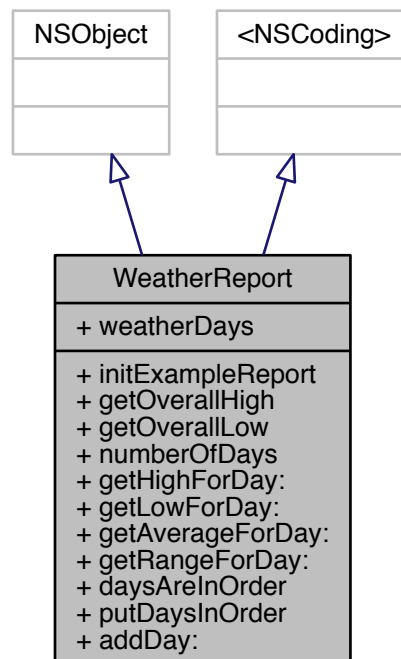 NSObject
<NSCoding>
WeatherReport
+ weatherDays
+ initExampleReport
+ getOverallHigh
+ getOverallLow
+ numberOfDays
+ getHighForDay:
+ getLowForDay:
+ getAverageForDay:
+ getRangeForDay:
+ daysAreInOrder
+ putDaysInOrder
+ addDay: